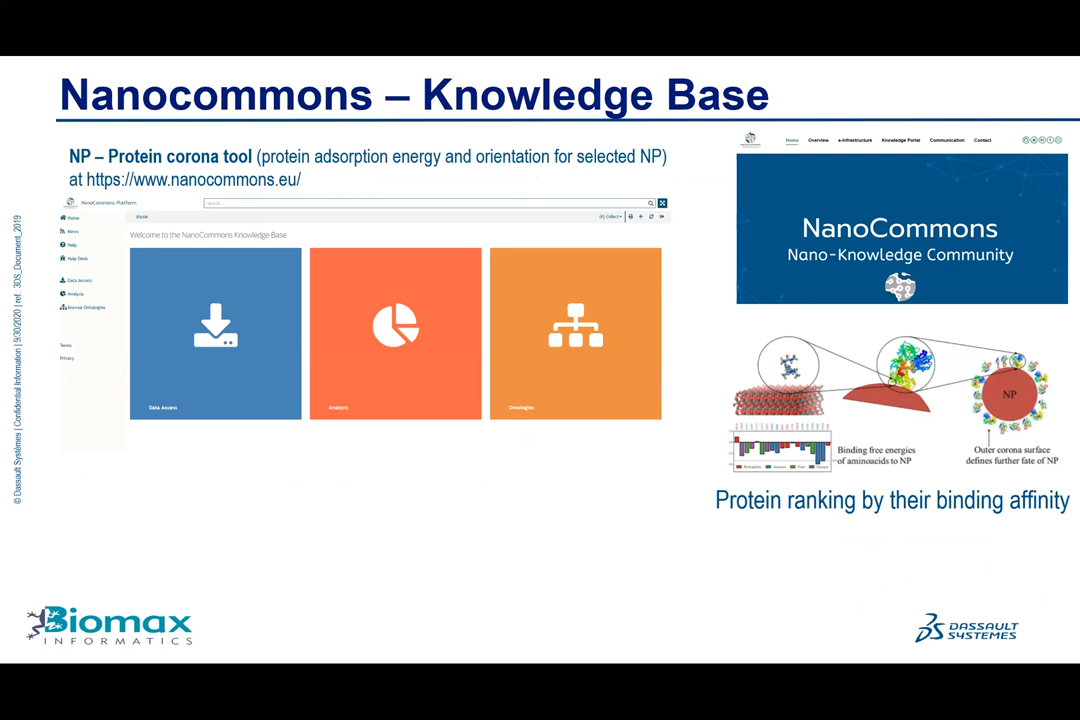 Nanocommons – Knowledge Base
NP – Protein corona tool (protein adsorption energy and orientation for selected NP)
at https://www.nanocommons.eu/
NanoCommons Platform
Search...
Home
News
Help
Help Desk
Data Access
Analysis
Browse Ontologies
Terms
Privacy
BioXM
(0) Collect
Welcome to the NanoCommons Knowledge Base
Data Access
Analysis
Ontologies
Home Overview e-Infrastructure Knowledge Portal Communication Contact
NanoCommons
Nano-Knowledge Community
NP
Binding free energies
of aminoacids to NP
Outer corona surface
defines further fate of NP
Protein ranking by their binding affinity
© Dassault Systèmes | Confidential Information | 9/30/2020 | ref.: 3DS_Document_2019
Biomax
INFORMATICS
DASSAULT
SYSTEMES